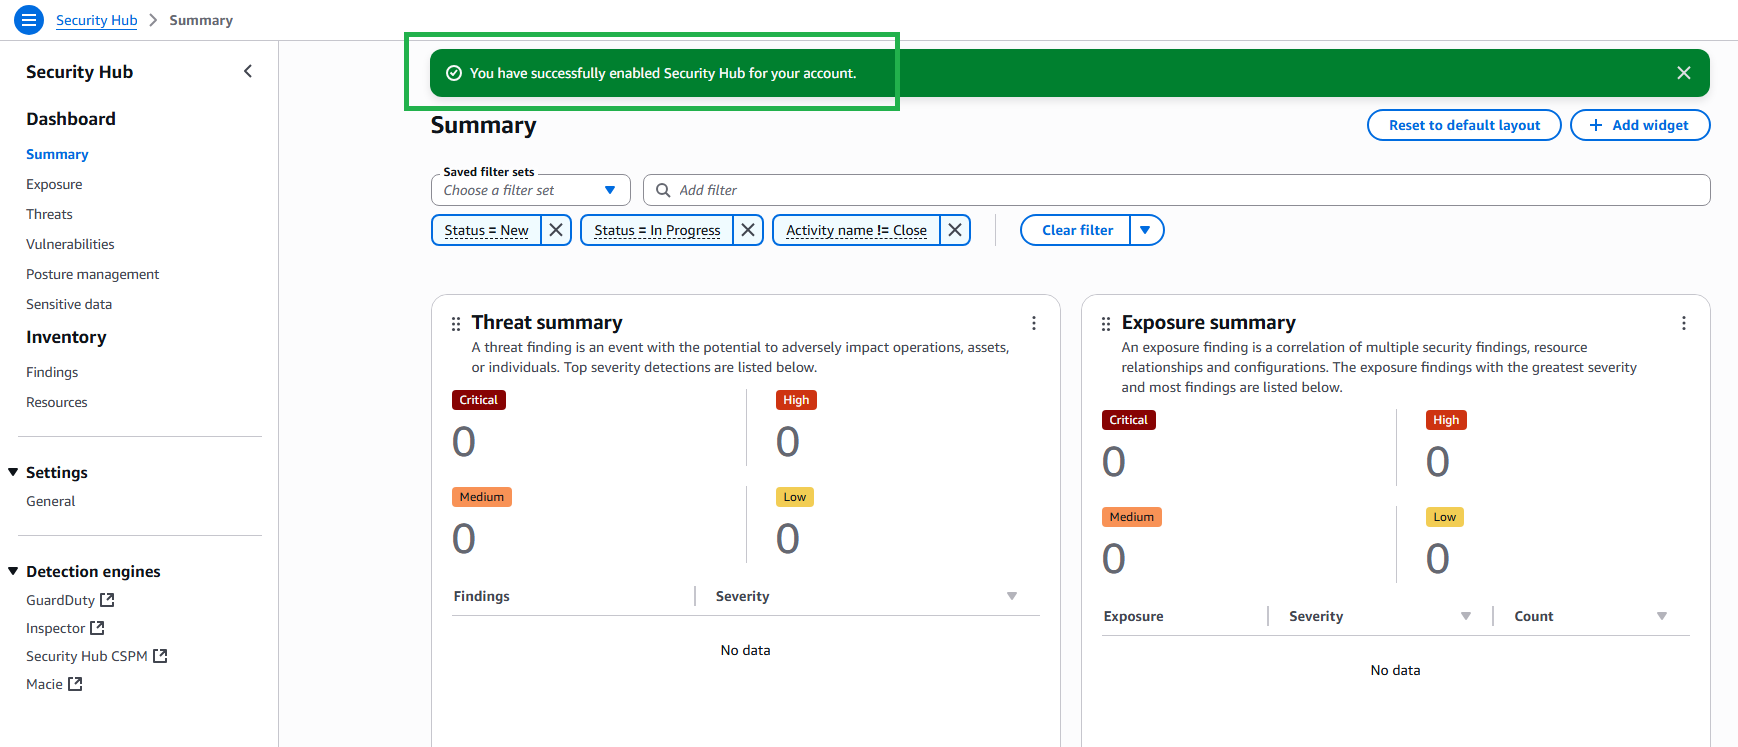 Security Hub > Summary
Security Hub
Dashboard
Summary
Exposure
Threats
Vulnerabilities
Posture management
Sensitive data
Inventory
Findings
Resources
Settings
General
Detection engines
GuardDuty
Inspector
Security Hub CSPM
Macie
You have successfully enabled Security Hub for your account.
Summary
Reset to default layout
+ Add widget
Saved filter sets
Choose a filter set
Add filter
Status = New
Status = In Progress
Activity name != Close
Clear filter
Threat summary
A threat finding is an event with the potential to adversely impact operations, assets,
or individuals. Top severity detections are listed below.
Critical
0
High
0
Medium
0
Low
0
Findings
Severity
No data
Exposure summary
An exposure finding is a correlation of multiple security findings, resource
relationships and configurations. The exposure findings with the greatest severity
and most findings are listed below.
Critical
0
High
0
Medium
0
Low
0
Exposure
Severity
Count
No data